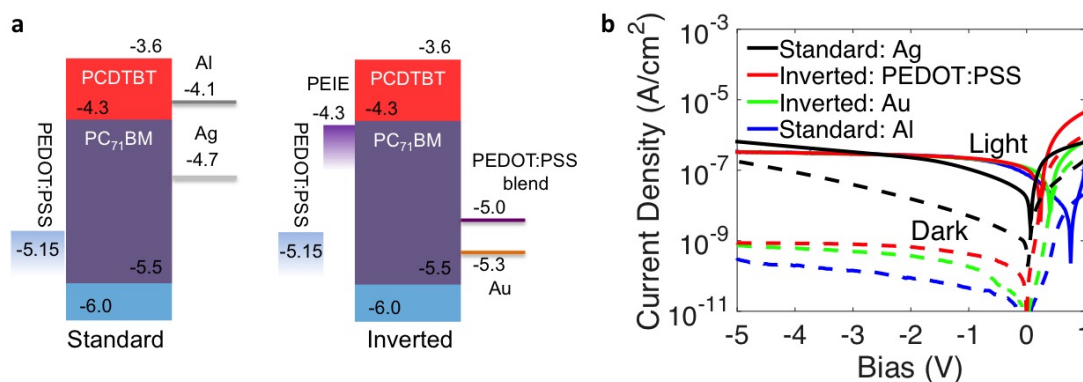 a
-3.6
PCDTBT
-4.3
PC₇₁BM
PEDOT:PSS
-5.15
-5.5
-6.0
Al
-4.1
Ag
-4.7
Standard
-3.6
PCDTBT
-4.3
PC₇₁BM
PEIE
-4.3
PEDOT:PSS
-5.15
-5.5
-6.0
PEDOT:PSS
blend
-5.0
-5.3
Au
Inverted
b
Current Density (A/cm²)
10⁻³
10⁻⁵
10⁻⁷
10⁻⁹
10⁻¹¹
Standard: Ag
Inverted: PEDOT:PSS
Inverted: Au
Standard: Al
Light
Dark
-5 -4 -3 -2 -1 0 1
Bias (V)